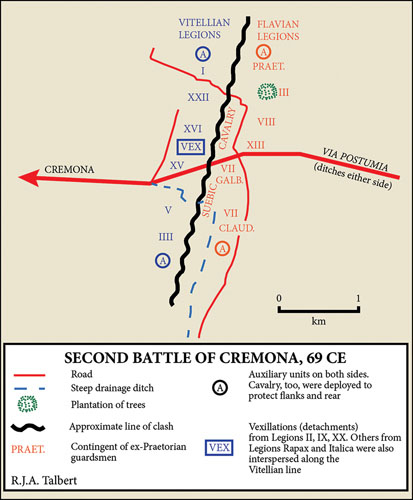 VITELLIAN
LEGIONS
FLAVIAN
LEGIONS
A
A
PRAET.
I
III
XXII
VIII
CAVALRY
XVI
VEX
XIII
XV
VII
GALB.
CREMONA
VIA POSTUMIA
(ditches either side)
SUEBIC
V
VII
CLAUD.
IIII
A
A
0 1
km
SECOND BATTLE OF CREMONA, 69 CE
Road
Steep drainage ditch
Plantation of trees
Approximate line of clash
PRAET. Contingent of ex-Praetorian
guardsmen
A Auxiliary units on both sides.
Cavalry, too, were deployed to
protect flanks and rear
VEX Vexillations (detachments)
from Legions II, IX, XX. Others from
Legions Rapax and Italica were also
interspersed along the
Vitellian line
R.J.A. Talbert